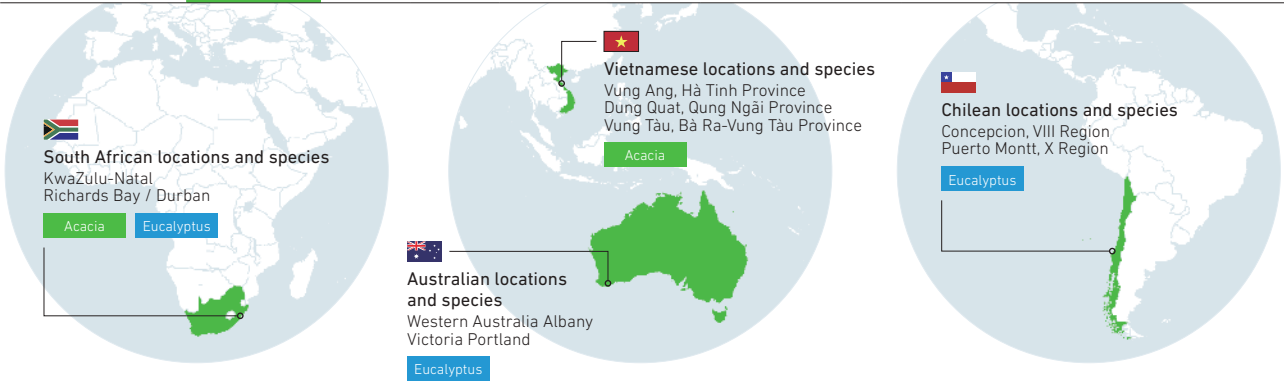 South African locations and species
KwaZulu-Natal
Richards Bay / Durban
Acacia
Eucalyptus
Vietnamese locations and species
Vung Ang, Hà Tinh Province
Dung Quat, Qung Ngãi Province
Vung Tàu, Bà Ra-Vung Tàu Province
Acacia
Australian locations
and species
Western Australia Albany
Victoria Portland
Eucalyptus
Chilean locations and species
Concepcion, VIII Region
Puerto Montt, X Region
Eucalyptus